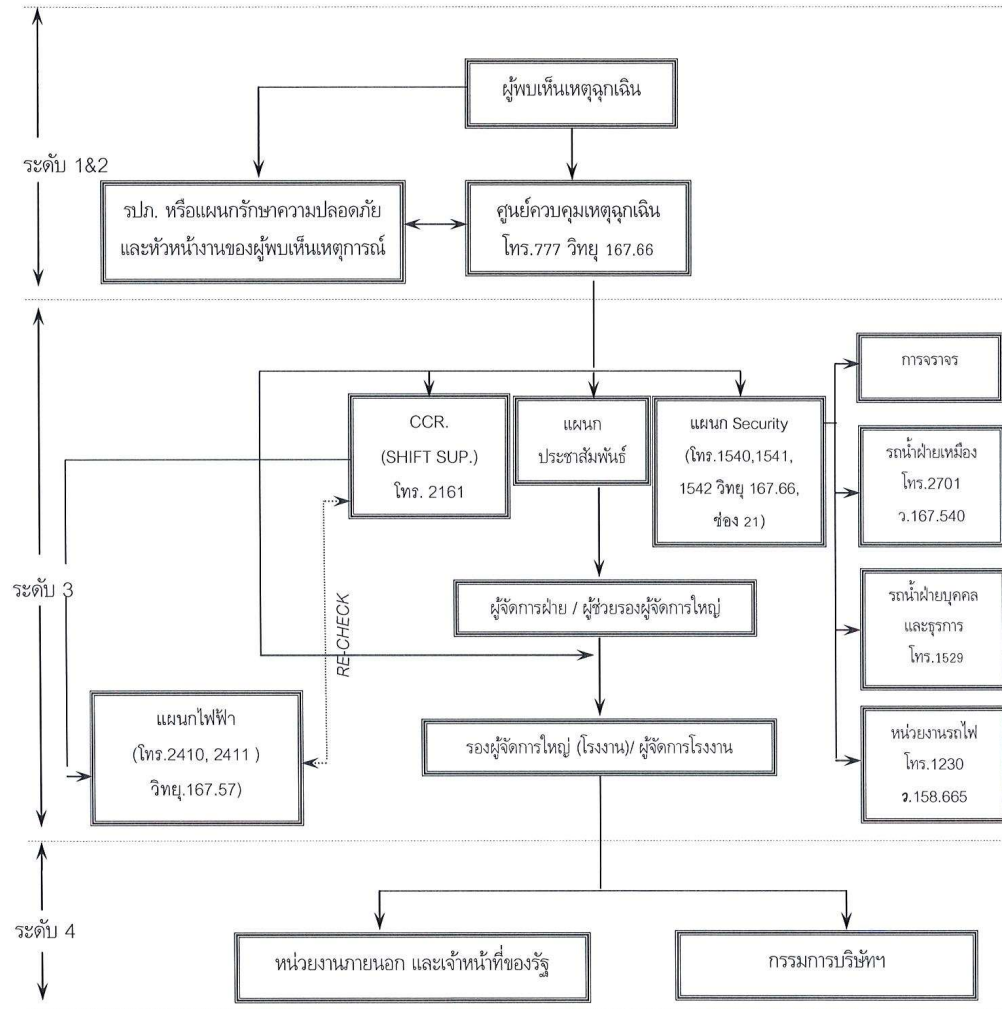 ผู้พบเห็นเหตุฉุกเฉิน
ระดับ 1&2
รปภ. หรือแผนกรักษาความปลอดภัย
และหัวหน้างานของผู้พบเห็นเหตุการณ์
ศูนย์ควบคุมเหตุฉุกเฉิน
โทร.777 วิทยุ 167.66
ระดับ 3
CCR.
(SHIFT SUP.)
โทร. 2161
แผนก
ประชาสัมพันธ์
แผนก Security
(โทร.1540,1541,
1542 วิทยุ 167.66,
ช่อง 21)
การจราจร
รถน้ำฝ่ายเหมือง
โทร.2701
ว.167.540
รถน้ำฝ่ายบุคคล
และธุรการ
โทร.1529
หน่วยงานรถไฟ
โทร.1230
ว.158.665
ผู้จัดการฝ่าย / ผู้ช่วยรองผู้จัดการใหญ่
RE-CHECK
แผนกไฟฟ้า
(โทร.2410, 2411 )
วิทยุ.167.57)
รองผู้จัดการใหญ่ (โรงงาน)/ ผู้จัดการโรงงาน
ระดับ 4
หน่วยงานภายนอก และเจ้าหน้าที่ของรัฐ
กรรมการบริษัทฯ